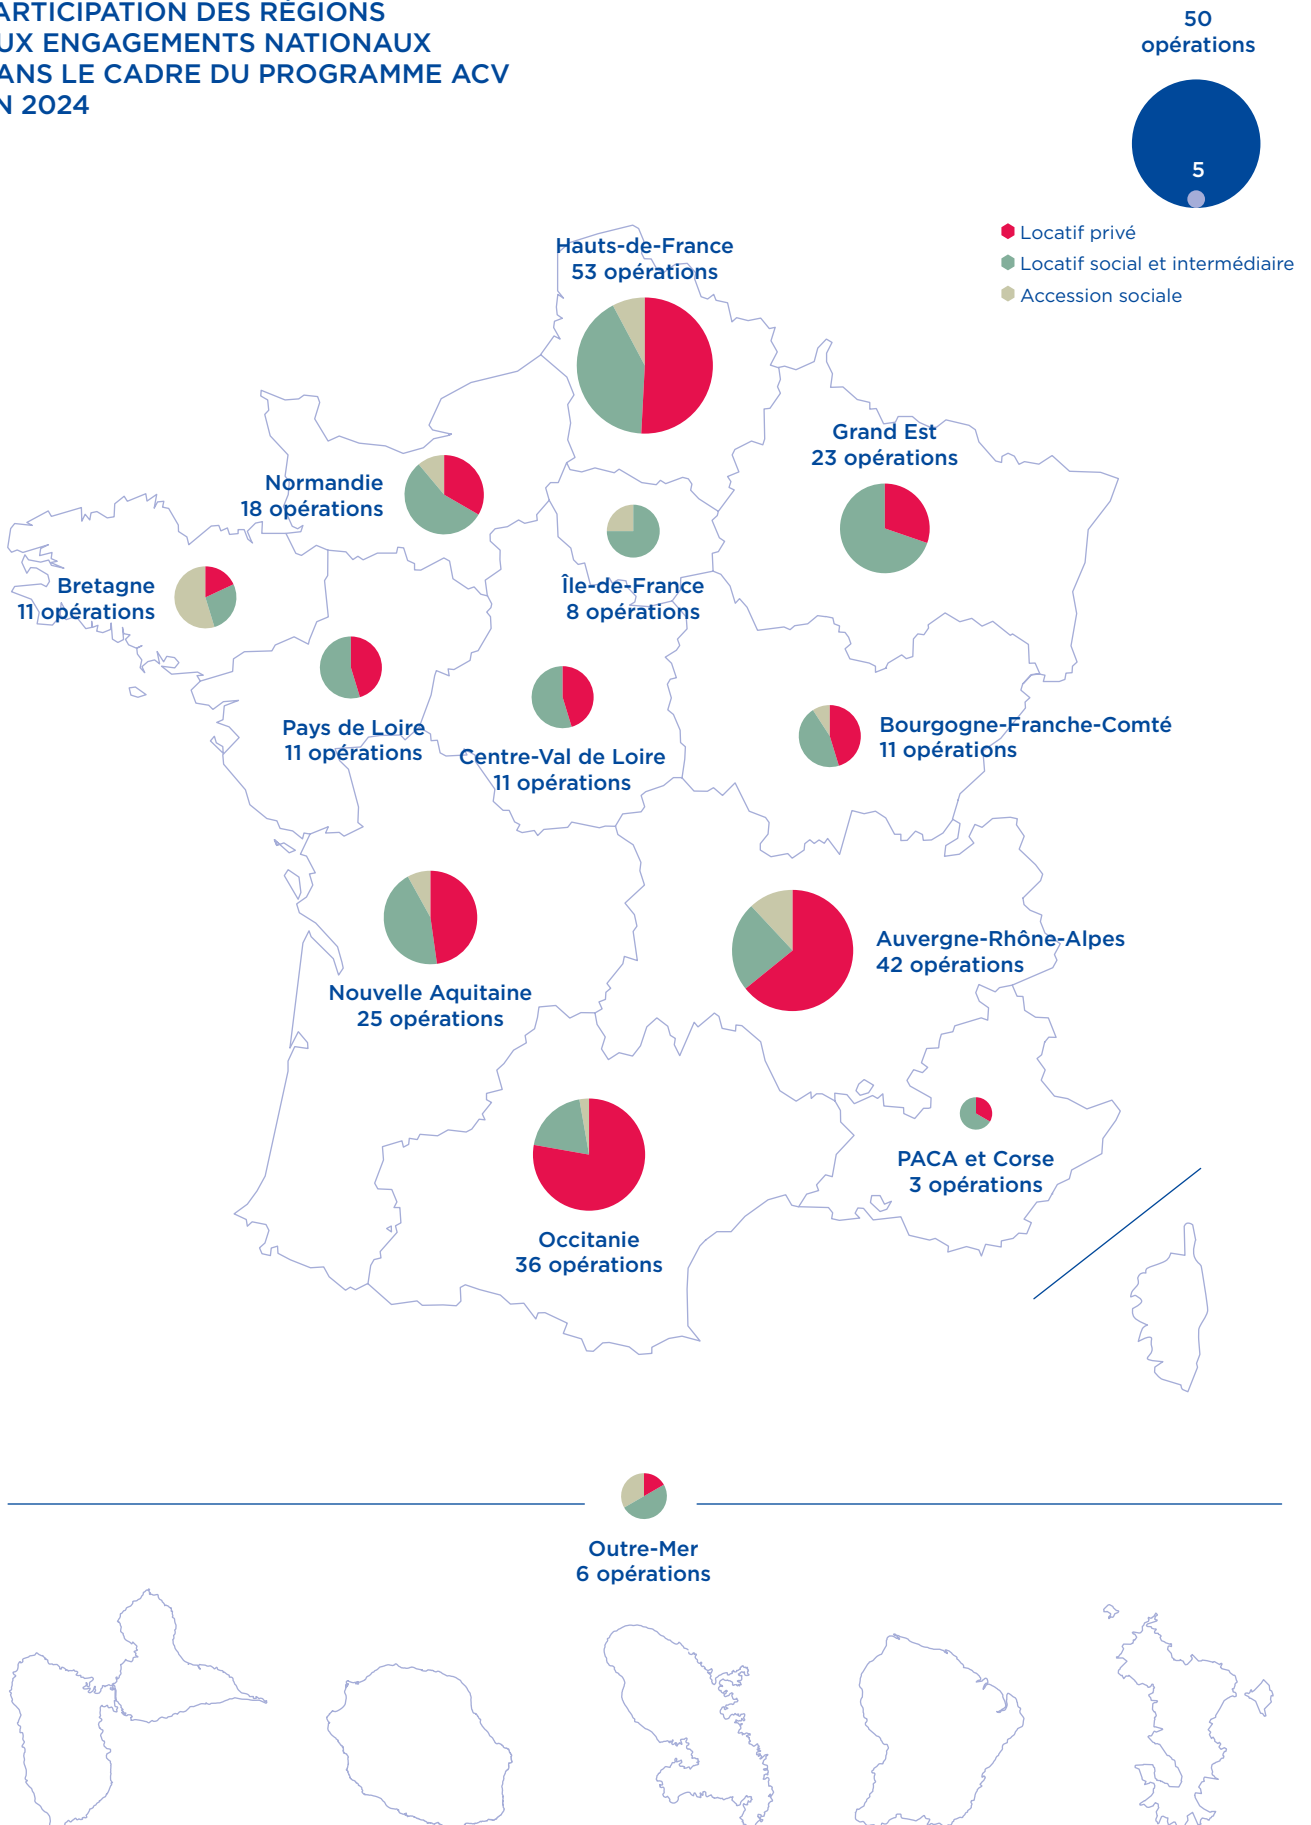 ARTICIPATION DES RÉGIONS
UX ENGAGEMENTS NATIONAUX
ANS LE CADRE DU PROGRAMME ACV
N 2024
50
opérations
5
Locatif privé
Locatif social et intermédiaire
Accession sociale
Hauts-de-France
53 opérations
Grand Est
23 opérations
Normandie
18 opérations
Île-de-France
8 opérations
Bretagne
11 opérations
Pays de Loire
11 opérations
Centre-Val de Loire
11 opérations
Bourgogne-Franche-Comté
11 opérations
Nouvelle Aquitaine
25 opérations
Auvergne-Rhône-Alpes
42 opérations
PACA et Corse
3 opérations
Occitanie
36 opérations
Outre-Mer
6 opérations